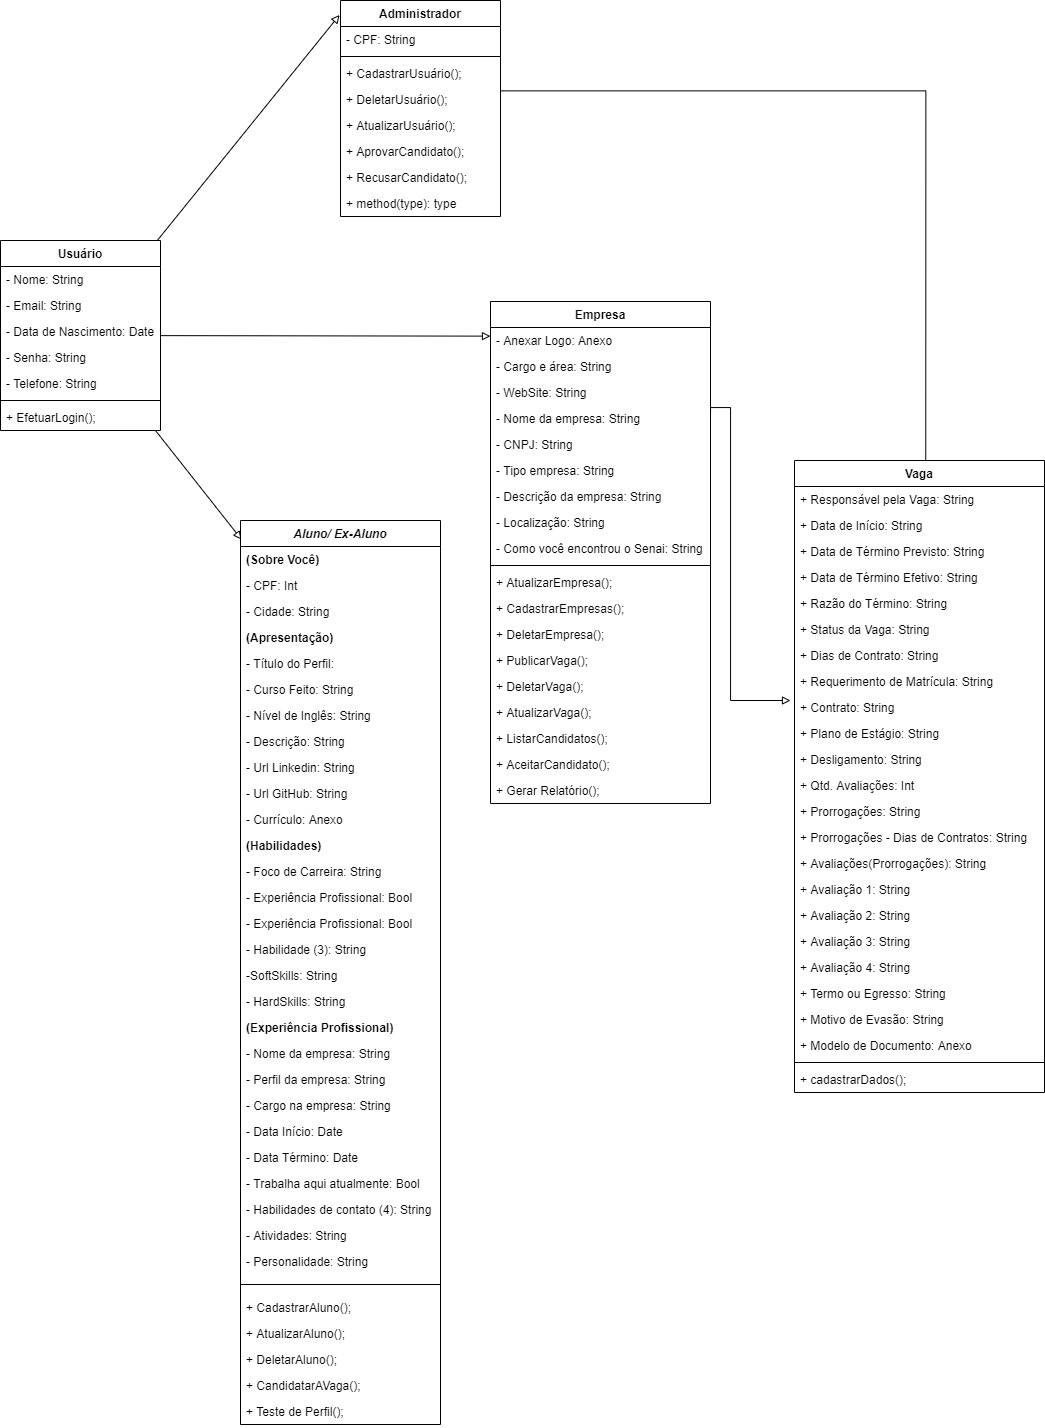 Administrador
- CPF: String
+ CadastrarUsuário();
+ DeletarUsuário();
+ AtualizarUsuário();
+ AprovarCandidato();
+ RecusarCandidato();
+ method(type): type
Usuário
- Nome: String
- Email: String
- Data de Nascimento: Date
- Senha: String
- Telefone: String
+ EfetuarLogin();
Empresa
- Anexar Logo: Anexo
- Cargo e área: String
- WebSite: String
- Nome da empresa: String
- CNPJ: String
- Tipo empresa: String
- Descrição da empresa: String
- Localização: String
- Como você encontrou o Senai: String
+ AtualizarEmpresa();
+ CadastrarEmpresas();
+ DeletarEmpresa();
+ PublicarVaga();
+ DeletarVaga();
+ AtualizarVaga();
+ ListarCandidatos();
+ AceitarCandidato();
+ Gerar Relatório();
Vaga
+ Responsável pela Vaga: String
+ Data de Início: String
+ Data de Término Previsto: String
+ Data de Término Efetivo: String
+ Razão do Término: String
+ Status da Vaga: String
+ Dias de Contrato: String
+ Requerimento de Matrícula: String
+ Contrato: String
+ Plano de Estágio: String
+ Desligamento: String
+ Qtd. Avaliações: Int
+ Prorrogações: String
+ Prorrogações - Dias de Contratos: String
+ Avaliações(Prorrogações): String
+ Avaliação 1: String
+ Avaliação 2: String
+ Avaliação 3: String
+ Avaliação 4: String
+ Termo ou Egresso: String
+ Motivo de Evasão: String
+ Modelo de Documento: Anexo
+ cadastrarDados();
Aluno/ Ex-Aluno
(Sobre Você)
- CPF: Int
- Cidade: String
(Apresentação)
- Título do Perfil:
- Curso Feito: String
- Nível de Inglês: String
- Descrição: String
- Url Linkedin: String
- Url GitHub: String
- Currículo: Anexo
(Habilidades)
- Foco de Carreira: String
- Experiência Profissional: Bool
- Experiência Profissional: Bool
- Habilidade (3): String
-SoftSkills: String
- HardSkills: String
(Experiência Profissional)
- Nome da empresa: String
- Perfil da empresa: String
- Cargo na empresa: String
- Data Início: Date
- Data Término: Date
- Trabalha aqui atualmente: Bool
- Habilidades de contato (4): String
- Atividades: String
- Personalidade: String
+ CadastrarAluno();
+ AtualizarAluno();
+ DeletarAluno();
+ CandidatarAVaga();
+ Teste de Perfil();